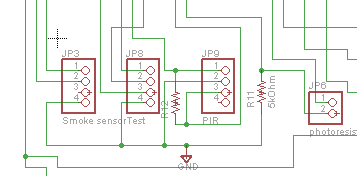 JP3
JP8
JP9
1
2
3
4
1
2
3
4
1
2
3
4
R12
R11
5kOhm
JP6
1
2
Smoke sensorTest
PIR
photoresist
GND